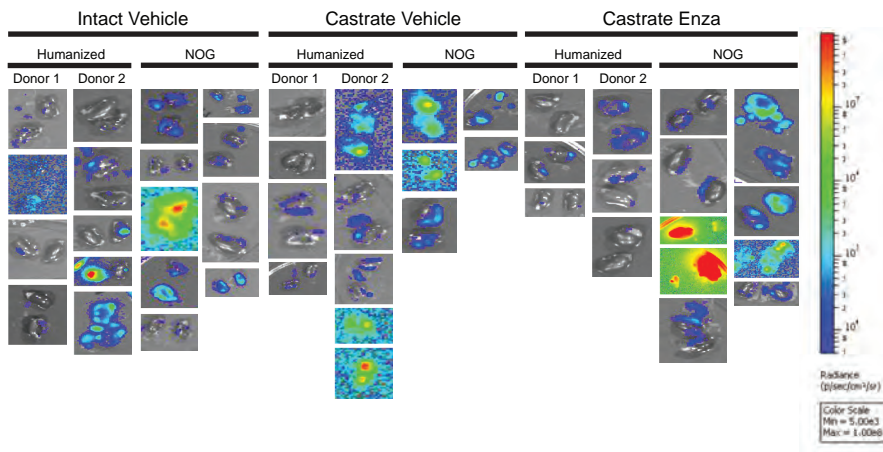 Intact Vehicle
Castrate Vehicle
Castrate Enza
Humanized
NOG
Humanized
NOG
Humanized
NOG
Donor 1
Donor 2
Donor 1
Donor 2
Donor 1
Donor 2
Radiance
(p/sec/cm²/sr)
Color Scale
Min = 5.00e3
Max = 1.00e8